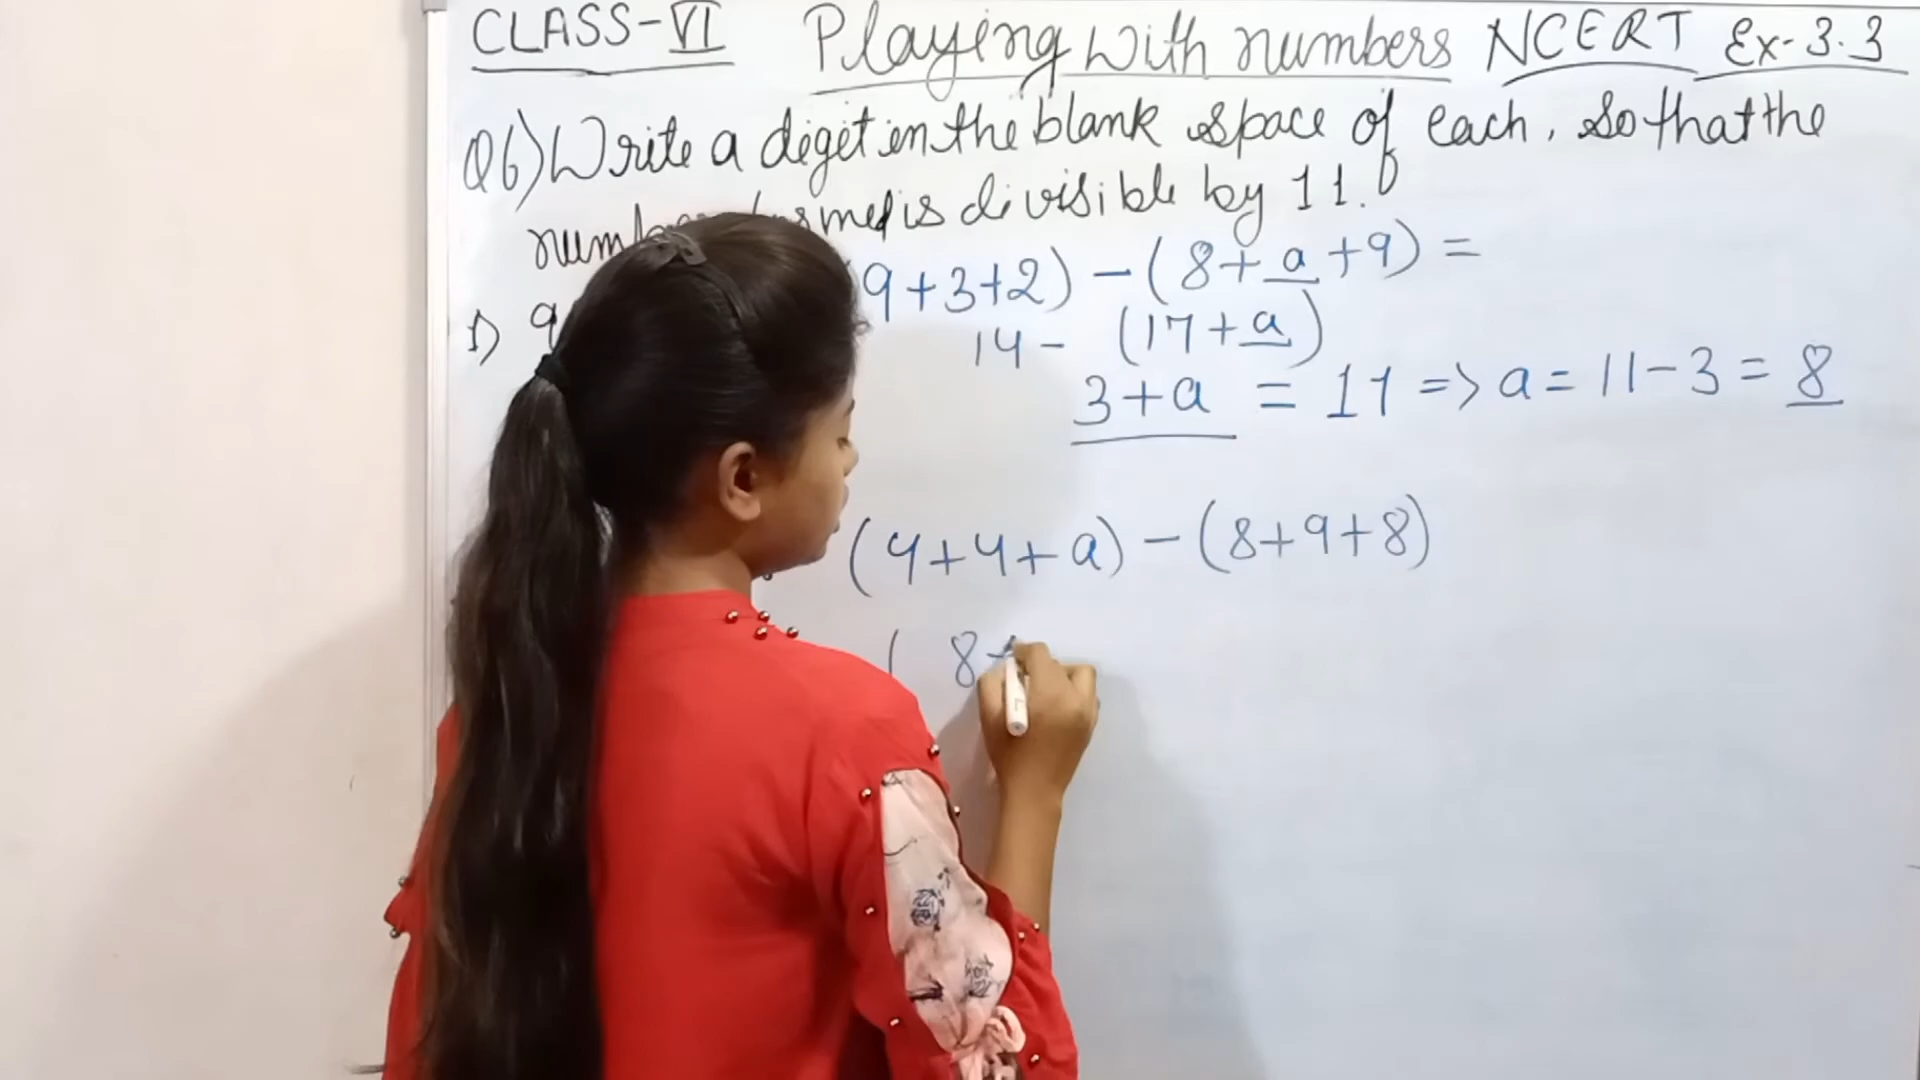 CLASS-VI Playing with numbers NCERT Ex-3.3
Q6) Write a digit in the blank space of each, so that the
is divisible by 11.
1) 9
9+3+2) - (8+a+9) =
14 - (17+a)
3+a = 11 => a = 11-3 = 8
(4+4+a) - (8+9+8)
( 8+